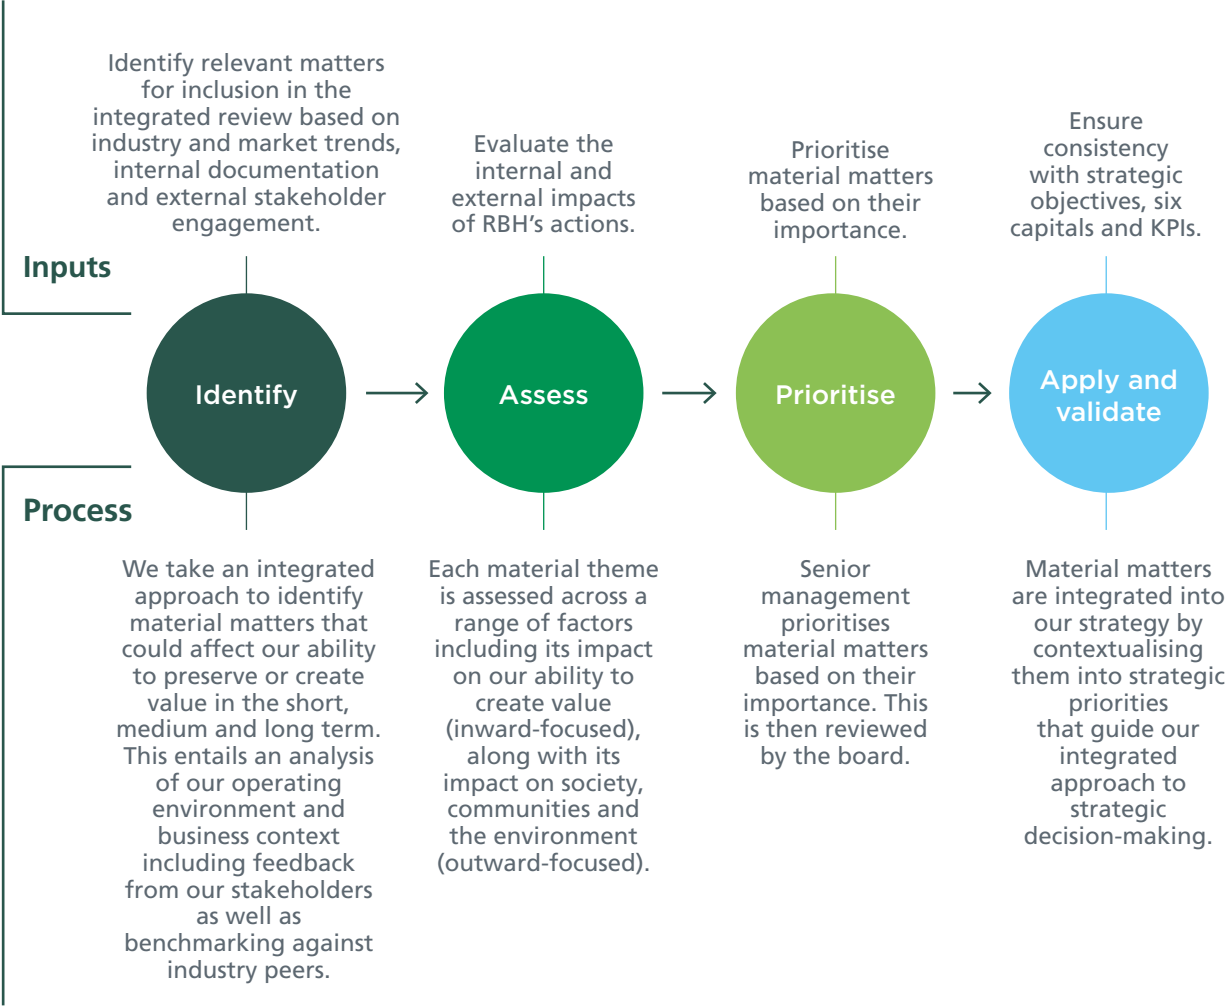 Identify relevant matters
for inclusion in the
integrated review based on
industry and market trends,
internal documentation
and external stakeholder
engagement.
Evaluate the
internal and
external impacts
of RBH's actions.
Prioritise
material matters
based on their
importance.
Ensure
consistency
with strategic
objectives, six
capitals and KPIs.
Inputs
Identify
Assess
Prioritise
Apply and
validate
Process
We take an integrated
approach to identify
material matters that
could affect our ability
to preserve or create
value in the short,
medium and long term.
This entails an analysis
of our operating
environment and
business context
including feedback
from our stakeholders
as well as
benchmarking against
industry peers.
Each material theme
is assessed across a
range of factors
including its impact
on our ability to
create value
(inward-focused),
along with its
impact on society,
communities and
the environment
(outward-focused).
Senior
management
prioritises
material matters
based on their
importance. This
is then reviewed
by the board.
Material matters
are integrated into
our strategy by
contextualising
them into strategic
priorities
that guide our
integrated
approach to
strategic
decision-making.